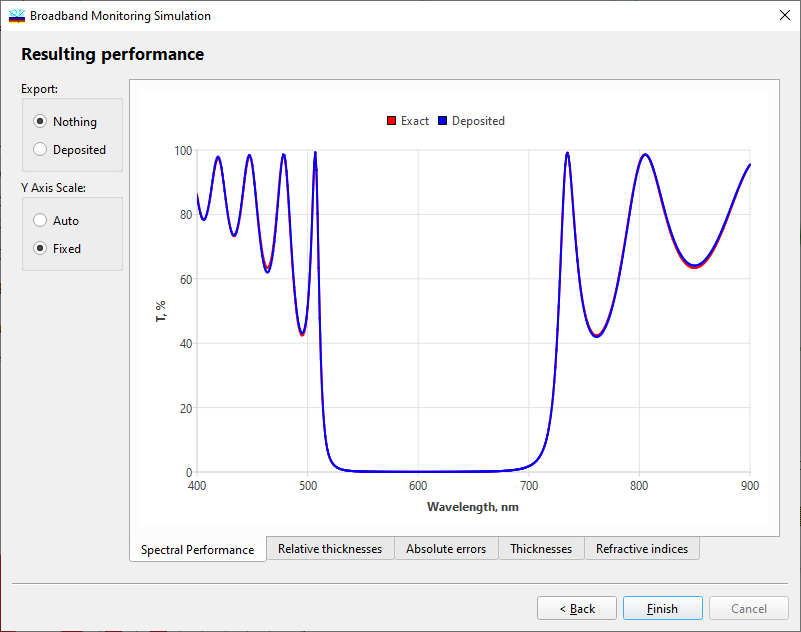 Broadband Monitoring Simulation
Resulting performance
Export:
Nothing
Deposited
Y Axis Scale:
Auto
Fixed
Exact Deposited
T, %
100
80
60
40
20
0
400 500 600 700 800 900
Wavelength, nm
Spectral Performance Relative thicknesses Absolute errors Thicknesses Refractive indices
< Back Finish Cancel